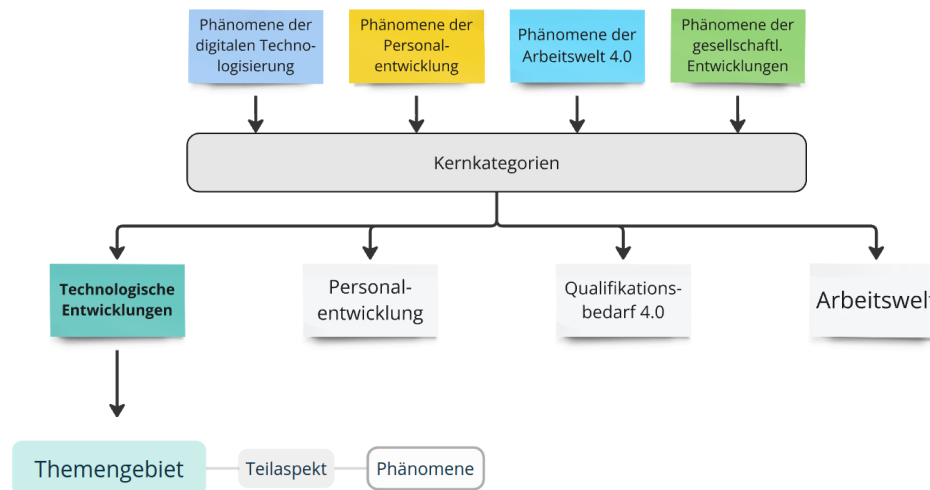 Phänomene der
digitalen Techno-
logisierung
Phänomene der
Personal-
entwicklung
Phänomene der
Arbeitswelt 4.0
Phänomene der
gesellschaftl.
Entwicklungen
Kernkategorien
Technologische
Entwicklungen
Personal-
entwicklung
Qualifikations-
bedarf 4.0
Arbeitswelt
Themengebiet
Teilaspekt
Phänomene